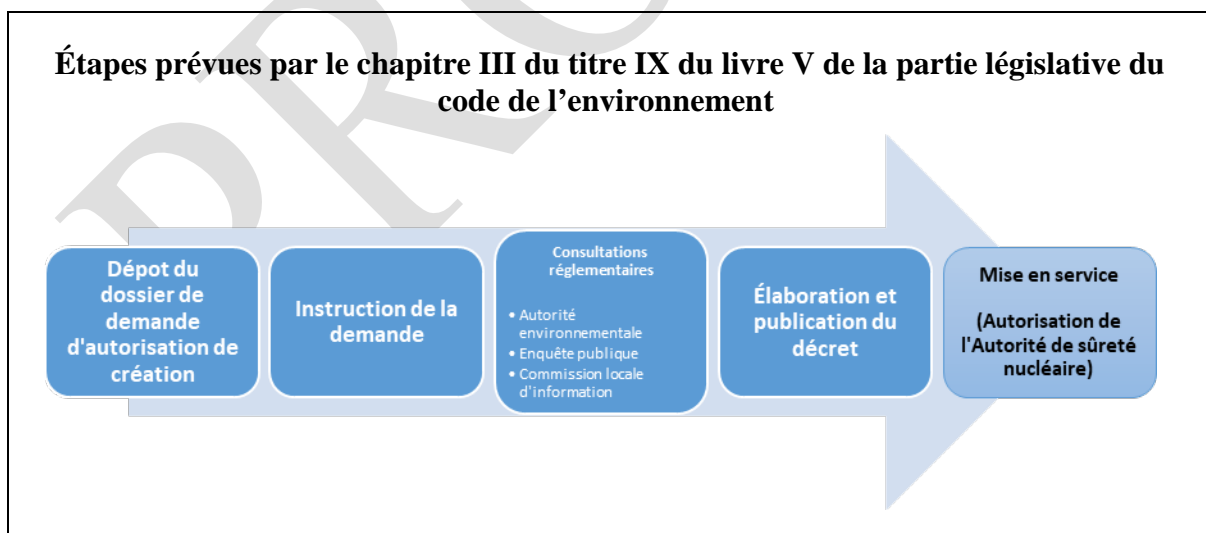 Étapes prévues par le chapitre III du titre IX du livre V de la partie législative du
code de l’environnement
Dépot du
dossier de
demande
d'autorisation de
création
Instruction de la
demande
Consultations
réglementaires
• Autorité
environnementale
• Enquête publique
• Commission locale
d'information
Élaboration et
publication du
décret
Mise en service
(Autorisation de
l'Autorité de sûreté
nucléaire)